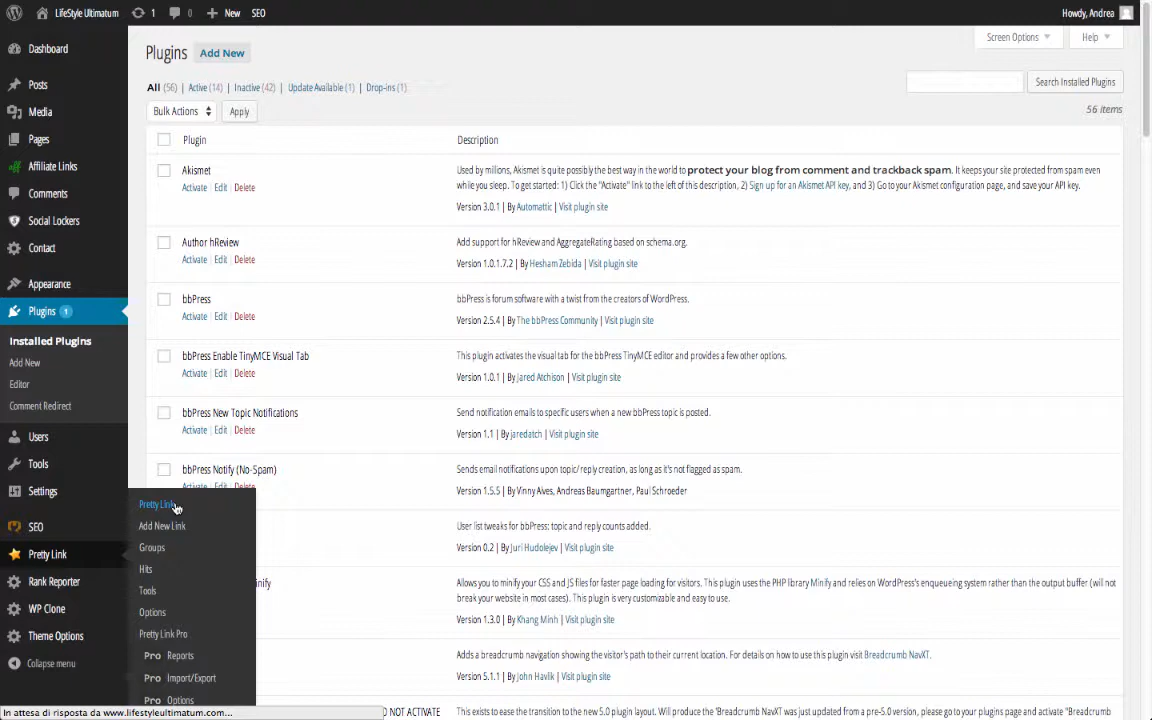 LifeStyle Ultimatum 1 0 New SEO Howdy, Andrea
Screen Options Help
Plugins Add New
All (56) | Active (14) | Inactive (42) | Update Available (1) | Drop-ins (1)
Search Installed Plugins
Bulk Actions Apply
56 items
Dashboard
Posts
Media
Pages
Affiliate Links
Comments
Social Lockers
Contact
Appearance
Plugins 1
Installed Plugins
Add New
Editor
Comment Redirect
Users
Tools
Settings
SEO
Pretty Link
Rank Reporter
WP Clone
Theme Options
Collapse menu
Pretty Link
Add New Link
Groups
Hits
Tools
Options
Pretty Link Pro
Pro Reports
Pro Import/Export
Pro Options
Plugin Description
Akismet
Activate | Edit | Delete
Used by millions, Akismet is quite possibly the best way in the world to protect your blog from comment and trackback spam. It keeps your site protected from spam even
while you sleep. To get started: 1) Click the "Activate" link to the left of this description, 2) Sign up for an Akismet API key, and 3) Go to your Akismet configuration page, and save your API key.
Version 3.0.1 | By Automattic | Visit plugin site
Author hReview
Activate | Edit | Delete
Add support for hReview and AggregateRating based on schema.org.
Version 1.0.1.7.2 | By Hesham Zebida | Visit plugin site
bbPress
Activate | Edit | Delete
bbPress is forum software with a twist from the creators of WordPress.
Version 2.5.4 | By The bbPress Community | Visit plugin site
bbPress Enable TinyMCE Visual Tab
Activate | Edit | Delete
This plugin activates the visual tab for the bbPress TinyMCE editor and provides a few other options.
Version 1.0.1 | By Jared Atchison | Visit plugin site
bbPress New Topic Notifications
Activate | Edit | Delete
Send notification emails to specific users when a new bbPress topic is posted.
Version 1.1 | By jaredatch | Visit plugin site
bbPress Notify (No-Spam)
Activate | Edit | Delete
Sends email notifications upon topic/reply creation, as long as it's not flagged as spam.
Version 1.5.5 | By Vinny Alves, Andreas Baumgartner, Paul Schroeder
User list tweaks for bbPress: topic and reply counts added.
Version 0.2 | By Juri Hudolejev | Visit plugin site
Allows you to minify your CSS and JS files for faster page loading for visitors. This plugin uses the PHP library Minify and relies on WordPress's enqueueing system rather than the output buffer (will not
break your website in most cases). This plugin is very customizable and easy to use.
Version 1.3.0 | By Khang Minh | Visit plugin site
Adds a breadcrumb navigation showing the visitor's path to their current location. For details on how to use this plugin visit Breadcrumb NavXT.
Version 5.1.1 | By John Havlik | Visit plugin site
DO NOT ACTIVATE
This exists to ease the transition to the new 5.0 plugin layout. Will produce the 'Breadcrumb NavXT was just updated from a pre-5.0 version, please go to your plugins page and activate "Breadcrumb
In attesa di risposta da www.lifestyleultimatum.com...